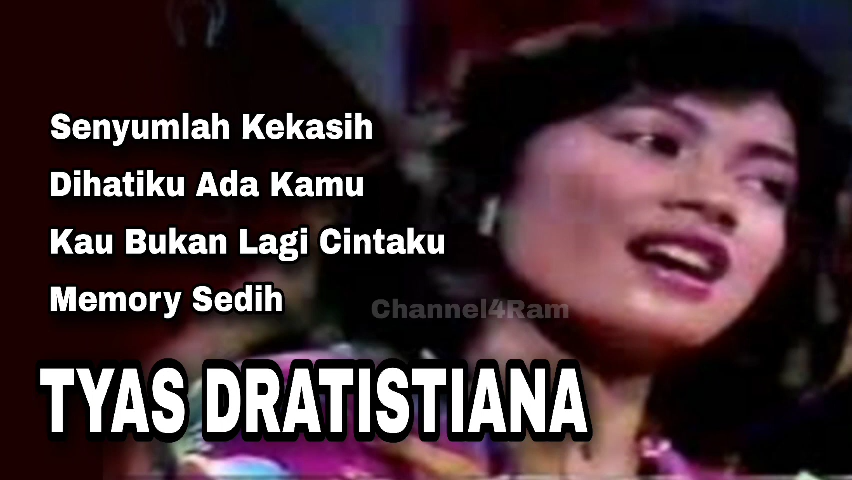 Senyumlah Kekasih
Dihatiku Ada Kamu
Kau Bukan Lagi Cintaku
Memory Sedih
Channel4Ram
TYAS DRATISTIANA